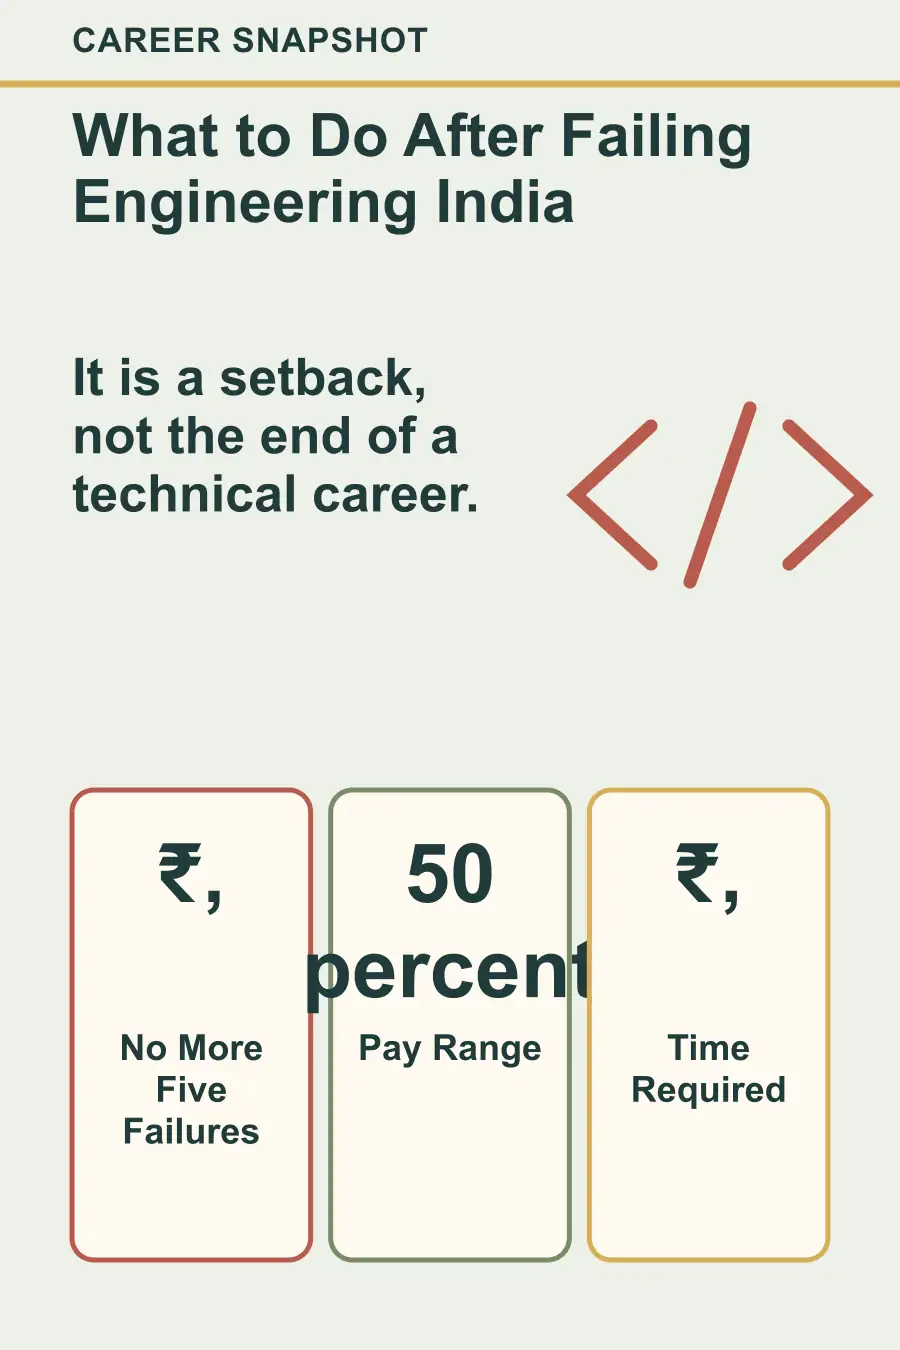 CAREER SNAPSHOT
What to Do After Failing
Engineering India
It is a setback,
not the end of a
technical career.
</>
₹,
No More
Five
Failures
50
percent
Pay Range
₹,
Time
Required